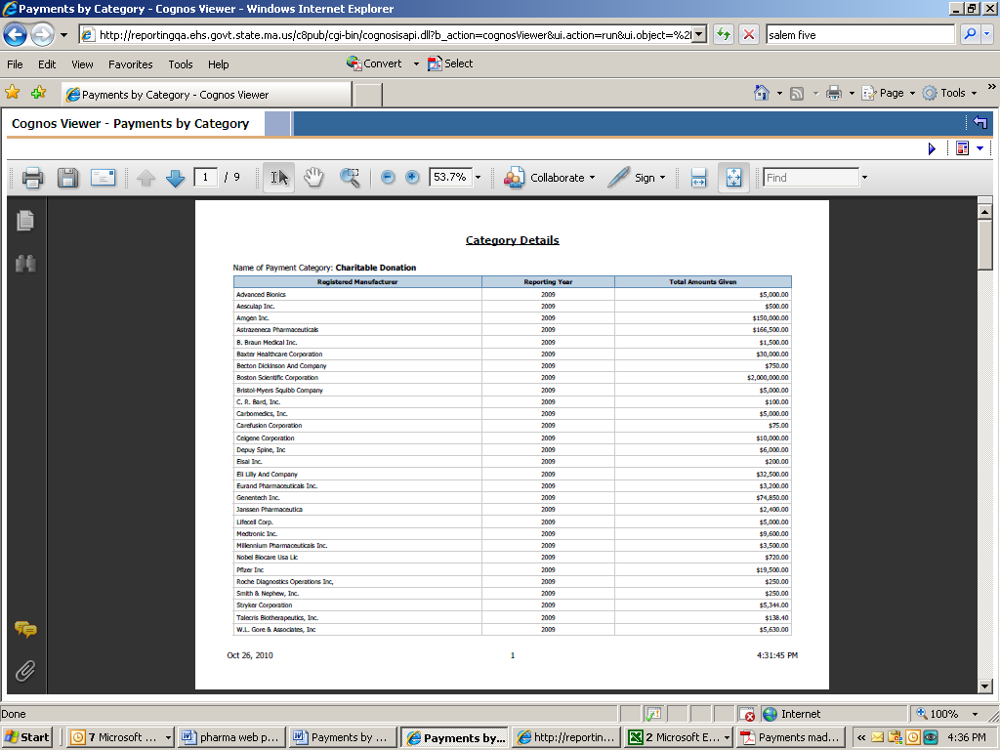 Payments by Category - Cognos Viewer - Windows Internet Explorer
http://reportingqa.ehs.govt.state.ma.us/c8pub/cgi-bin/cognosisapi.dll?b_action=cognosViewer&ui.action=run&ui.object=%2 salem five
File Edit View Favorites Tools Help Convert Select
Payments by Category - Cognos Viewer Page Tools
Cognos Viewer - Payments by Category
1 / 9 53.7% Collaborate Sign Find
Category Details
Name of Payment Category: Charitable Donation
Registered Manufacturer Reporting Year Total Amounts Given
Advanced Bionics 2009 $5,000.00
Aesculap Inc. 2009 $500.00
Amgen Inc. 2009 $150,000.00
Astrazeneca Pharmaceuticals 2009 $166,500.00
B. Braun Medical Inc. 2009 $1,500.00
Baxter Healthcare Corporation 2009 $30,000.00
Becton Dickinson And Company 2009 $750.00
Boston Scientific Corporation 2009 $2,000,000.00
Bristol-Myers Squibb Company 2009 $5,000.00
C. R. Bard, Inc. 2009 $100.00
Carbomedics, Inc. 2009 $5,000.00
Carefusion Corporation 2009 $75.00
Celgene Corporation 2009 $10,000.00
Depuy Spine, Inc 2009 $6,000.00
Eisai Inc. 2009 $200.00
Eli Lilly And Company 2009 $32,500.00
Eurand Pharmaceuticals Inc. 2009 $3,200.00
Genentech Inc. 2009 $74,850.00
Janssen Pharmaceutica 2009 $2,400.00
Lifecell Corp. 2009 $5,000.00
Medtronic Inc. 2009 $9,600.00
Millennium Pharmaceuticals Inc. 2009 $3,500.00
Nobel Biocare Usa Llc 2009 $720.00
Pfizer Inc 2009 $19,500.00
Roche Diagnostics Operations Inc, 2009 $250.00
Smith & Nephew, Inc. 2009 $250.00
Stryker Corporation 2009 $5,344.00
Talecris Biotherapeutics, Inc. 2009 $138.40
W.L. Gore & Associates, Inc 2009 $5,630.00
Oct 26, 2010 1 4:31:45 PM
Done Internet 100%
Start 7 Microsoft ... pharma web p... Payments by ... Payments by... http://reportin... 2 Microsoft E... Payments mad... 4:36 PM